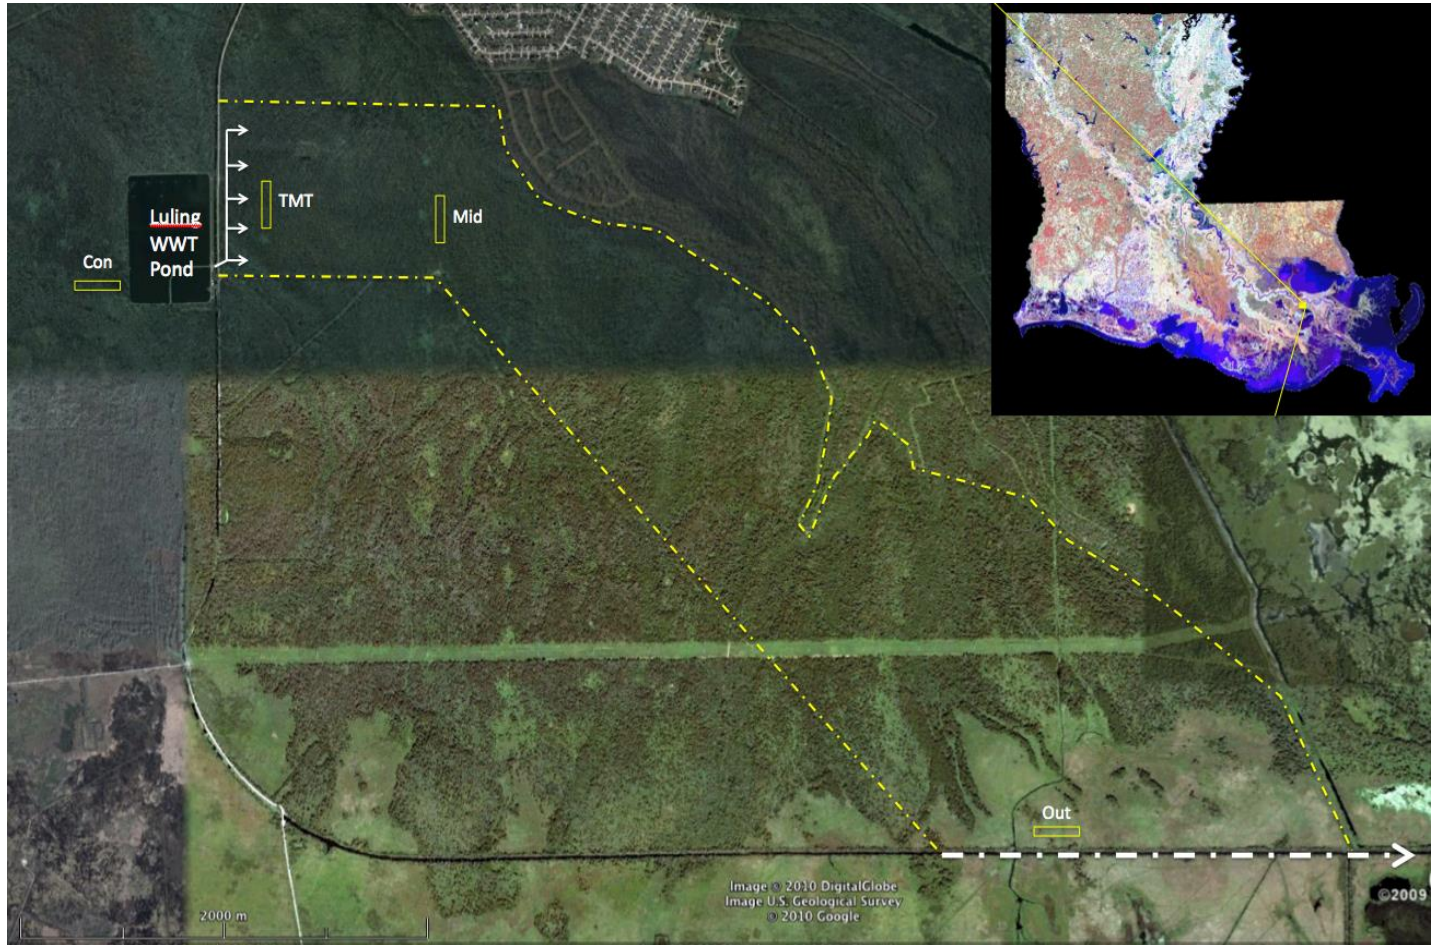 TMT
Mid
Luling
WWT
Pond
Con
Out
Image © 2010 DigitalGlobe
Image U.S. Geological Survey
© 2010 Google
©2009
2000 m